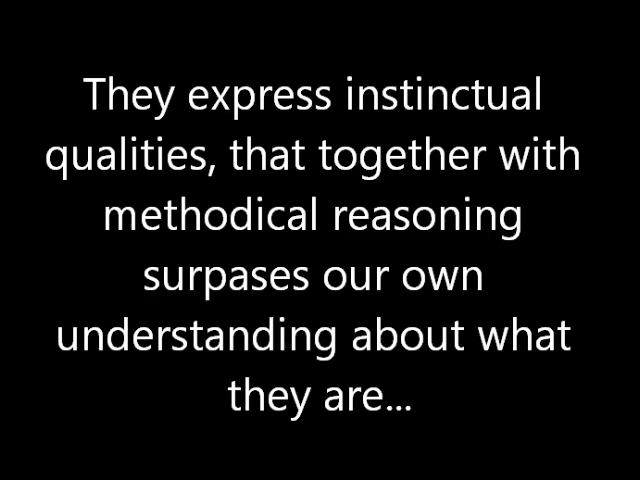 They express instinctual
qualities, that together with
methodical reasoning
surpases our own
understanding about what
they are...